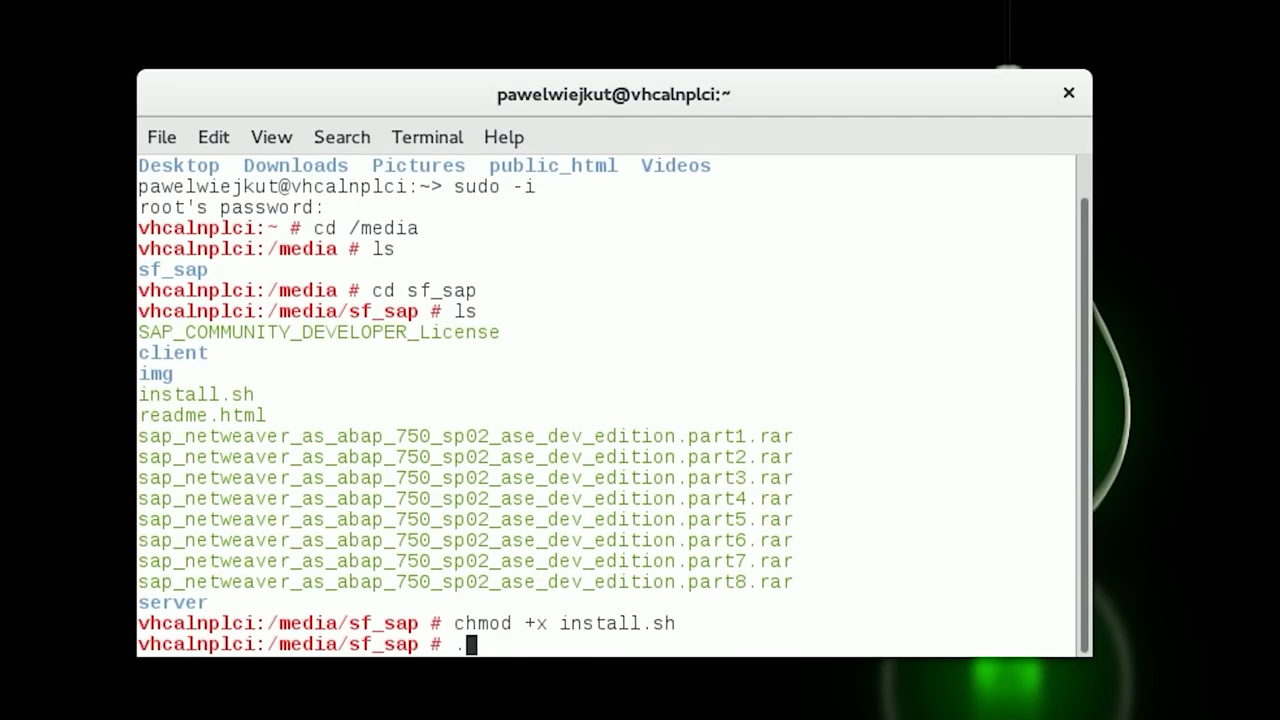 pawelwiejkut@vhcalnplci:~
×
File Edit View Search Terminal Help
Desktop Downloads Pictures public_html Videos
pawelwiejkut@vhcalnplci:~> sudo -i
root's password:
vhcalnplci:~ # cd /media
vhcalnplci:/media # ls
sf_sap
vhcalnplci:/media # cd sf_sap
vhcalnplci:/media/sf_sap # ls
SAP_COMMUNITY_DEVELOPER_License
client
img
install.sh
readme.html
sap_netweaver_as_abap_750_sp02_ase_dev_edition.part1.rar
sap_netweaver_as_abap_750_sp02_ase_dev_edition.part2.rar
sap_netweaver_as_abap_750_sp02_ase_dev_edition.part3.rar
sap_netweaver_as_abap_750_sp02_ase_dev_edition.part4.rar
sap_netweaver_as_abap_750_sp02_ase_dev_edition.part5.rar
sap_netweaver_as_abap_750_sp02_ase_dev_edition.part6.rar
sap_netweaver_as_abap_750_sp02_ase_dev_edition.part7.rar
sap_netweaver_as_abap_750_sp02_ase_dev_edition.part8.rar
server
vhcalnplci:/media/sf_sap # chmod +x install.sh
vhcalnplci:/media/sf_sap # .